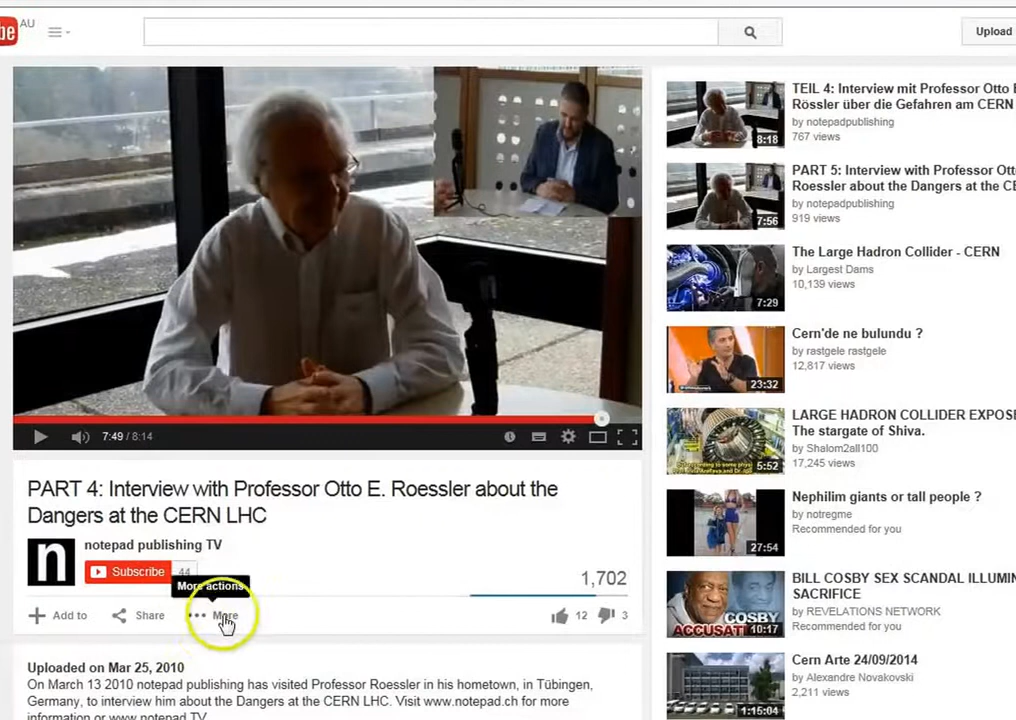 be AU
Upload
7:49 / 8:14
PART 4: Interview with Professor Otto E. Roessler about the
Dangers at the CERN LHC
n
notepad publishing TV
Subscribe 44
More actions
1,702
Add to Share More 12 3
Uploaded on Mar 25, 2010
On March 13 2010 notepad publishing has visited Professor Roessler in his hometown, in Tübingen,
Germany, to interview him about the Dangers at the CERN LHC. Visit www.notepad.ch for more
information or www.notepad.TV
8:18
TEIL 4: Interview mit Professor Otto E
Rössler über die Gefahren am CERN
by notepadpublishing
767 views
7:56
PART 5: Interview with Professor Otto
Roessler about the Dangers at the CE
by notepadpublishing
919 views
7:29
The Large Hadron Collider - CERN
by Largest Dams
10,139 views
23:32
Cern'de ne bulundu ?
by rastgele rastgele
12,817 views
5:52
LARGE HADRON COLLIDER EXPOSE
The stargate of Shiva.
by Shalom2all100
17,245 views
27:54
Nephilim giants or tall people ?
by notregme
Recommended for you
COSBY
ACCUSATI 10:17
BILL COSBY SEX SCANDAL ILLUMIN
SACRIFICE
by REVELATIONS NETWORK
Recommended for you
1:15:04
Cern Arte 24/09/2014
by Alexandre Novakovski
2,211 views